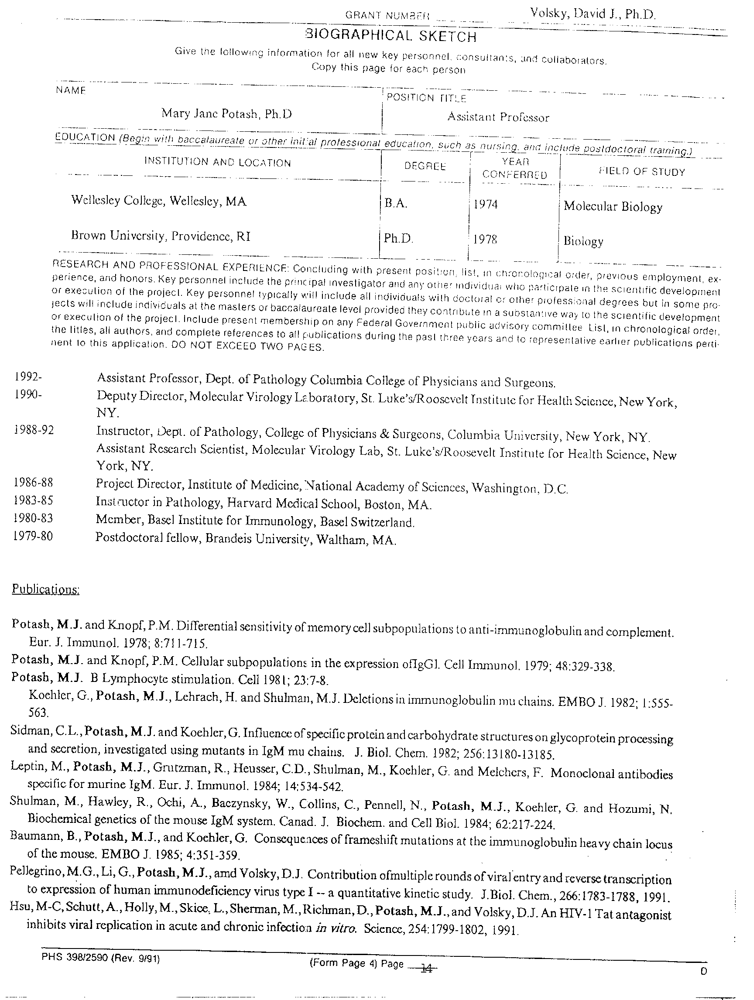 GRANT NUMBER Volsky, David J., Ph.D.
BIOGRAPHICAL SKETCH
Give the following information for all new key personnel, consultants, and collaborators.
Copy this page for each person
NAME POSITION TITLE
Mary Jane Potash, Ph.D Assistant Professor
EDUCATION (Begin with baccalaureate or other initial professional education, such as nursing, and include postdoctoral training.)
INSTITUTION AND LOCATION DEGREE YEAR CONFERRED FIELD OF STUDY
Wellesley College, Wellesley, MA B.A. 1974 Molecular Biology
Brown University, Providence, RI Ph.D. 1978 Biology
RESEARCH AND PROFESSIONAL EXPERIENCE: Concluding with present position, list, in chronological order, previous employment, ex-
perience, and honors. Key personnel include the principal investigator and any other individual who participate in the scientific development
or execution of the project. Key personnel typically will include all individuals with doctoral or other professional degrees but in some pro-
jects will include individuals at the masters or baccalaureate level provided they contribute in a substantive way to the scientific development
or execution of the project. Include present membership on any Federal Government public advisory committee. List, in chronological order,
the titles, all authors, and complete references to all publications during the past three years and to representative earlier publications perti-
nent to this application. DO NOT EXCEED TWO PAGES.
1992- Assistant Professor, Dept. of Pathology Columbia College of Physicians and Surgeons.
1990- Deputy Director, Molecular Virology Laboratory, St. Luke's/Roosevelt Institute for Health Science, New York,
NY.
1988-92 Instructor, Dept. of Pathology, College of Physicians & Surgeons, Columbia University, New York, NY.
Assistant Research Scientist, Molecular Virology Lab, St. Luke's/Roosevelt Institute for Health Science, New
York, NY.
1986-88 Project Director, Institute of Medicine, National Academy of Sciences, Washington, D.C.
1983-85 Instructor in Pathology, Harvard Medical School, Boston, MA.
1980-83 Member, Basel Institute for Immunology, Basel Switzerland.
1979-80 Postdoctoral fellow, Brandeis University, Waltham, MA.
Publications:
Potash, M.J. and Knopf, P.M. Differential sensitivity of memory cell subpopulations to anti-immunoglobulin and complement.
Eur. J. Immunol. 1978; 8:711-715.
Potash, M.J. and Knopf, P.M. Cellular subpopulations in the expression ofIgGl. Cell Immunol. 1979; 48:329-338.
Potash, M.J. B Lymphocyte stimulation. Cell 1981; 23:7-8.
Koehler, G., Potash, M.J., Lehrach, H. and Shulman, M.J. Deletions in immunoglobulin mu chains. EMBO J. 1982; 1:555-
563.
Sidman, C.L., Potash, M.J. and Koehler, G. Influence of specific protein and carbohydrate structures on glycoprotein processing
and secretion, investigated using mutants in IgM mu chains. J. Biol. Chem. 1982; 256:13180-13185.
Leptin, M., Potash, M.J., Grutzman, R., Heusser, C.D., Shulman, M., Koehler, G. and Melchers, F. Monoclonal antibodies
specific for murine IgM. Eur. J. Immunol. 1984; 14:534-542.
Shulman, M., Hawley, R., Ochi, A., Baczynsky, W., Collins, C., Pennell, N., Potash, M.J., Koehler, G. and Hozumi, N.
Biochemical genetics of the mouse IgM system. Canad. J. Biochem. and Cell Biol. 1984; 62:217-224.
Baumann, B., Potash, M.J., and Koehler, G. Consequences of frameshift mutations at the immunoglobulin heavy chain locus
of the mouse. EMBO J. 1985; 4:351-359.
Pellegrino, M.G., Li, G., Potash, M.J., amd Volsky, D.J. Contribution ofmultiple rounds of viral entry and reverse transcription
to expression of human immunodeficiency virus type I -- a quantitative kinetic study. J.Biol. Chem., 266:1783-1788, 1991.
Hsu, M-C, Schutt, A., Holly, M., Skice, L., Sherman, M., Richman, D., Potash, M.J., and Volsky, D.J. An HIV-1 Tat antagonist
inhibits viral replication in acute and chronic infection in vitro. Science, 254:1799-1802, 1991.
PHS 398/2590 (Rev. 9/91) (Form Page 4) Page 14 D